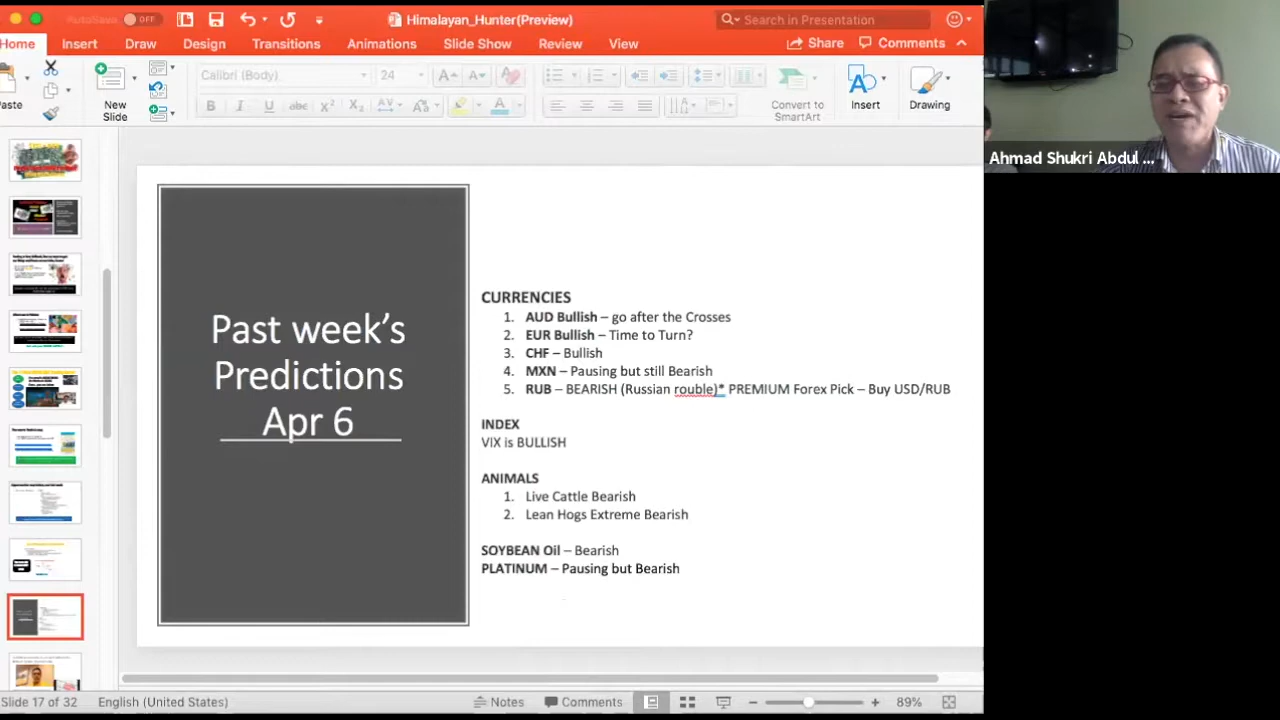 AutoSave OFF
Himalayan_Hunter(Preview)
Search in Presentation
Home Insert Draw Design Transitions Animations Slide Show Review View
Share Comments
Paste
New Slide
Calibri (Body) 24
Convert to SmartArt
Insert
Drawing
Ahmad Shukri Abdul ...
Past week's
Predictions
Apr 6
CURRENCIES
1. AUD Bullish – go after the Crosses
2. EUR Bullish – Time to Turn?
3. CHF – Bullish
4. MXN – Pausing but still Bearish
5. RUB – BEARISH (Russian rouble)* PREMIUM Forex Pick – Buy USD/RUB
INDEX
VIX is BULLISH
ANIMALS
1. Live Cattle Bearish
2. Lean Hogs Extreme Bearish
SOYBEAN Oil – Bearish
PLATINUM – Pausing but Bearish
Slide 17 of 32 English (United States) Notes Comments 89%